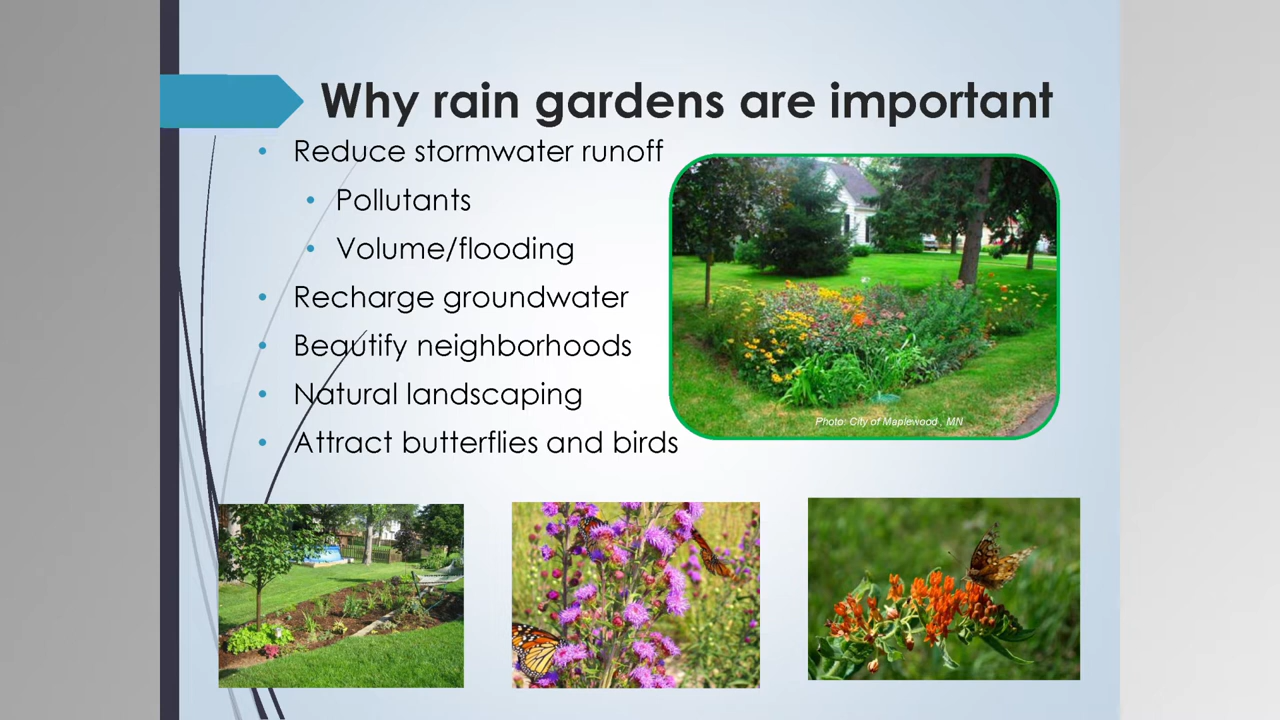 Why rain gardens are important
• Reduce stormwater runoff
• Pollutants
• Volume/flooding
• Recharge groundwater
• Beautify neighborhoods
• Natural landscaping
• Attract butterflies and birds
Photo: City of Maplewood , MN